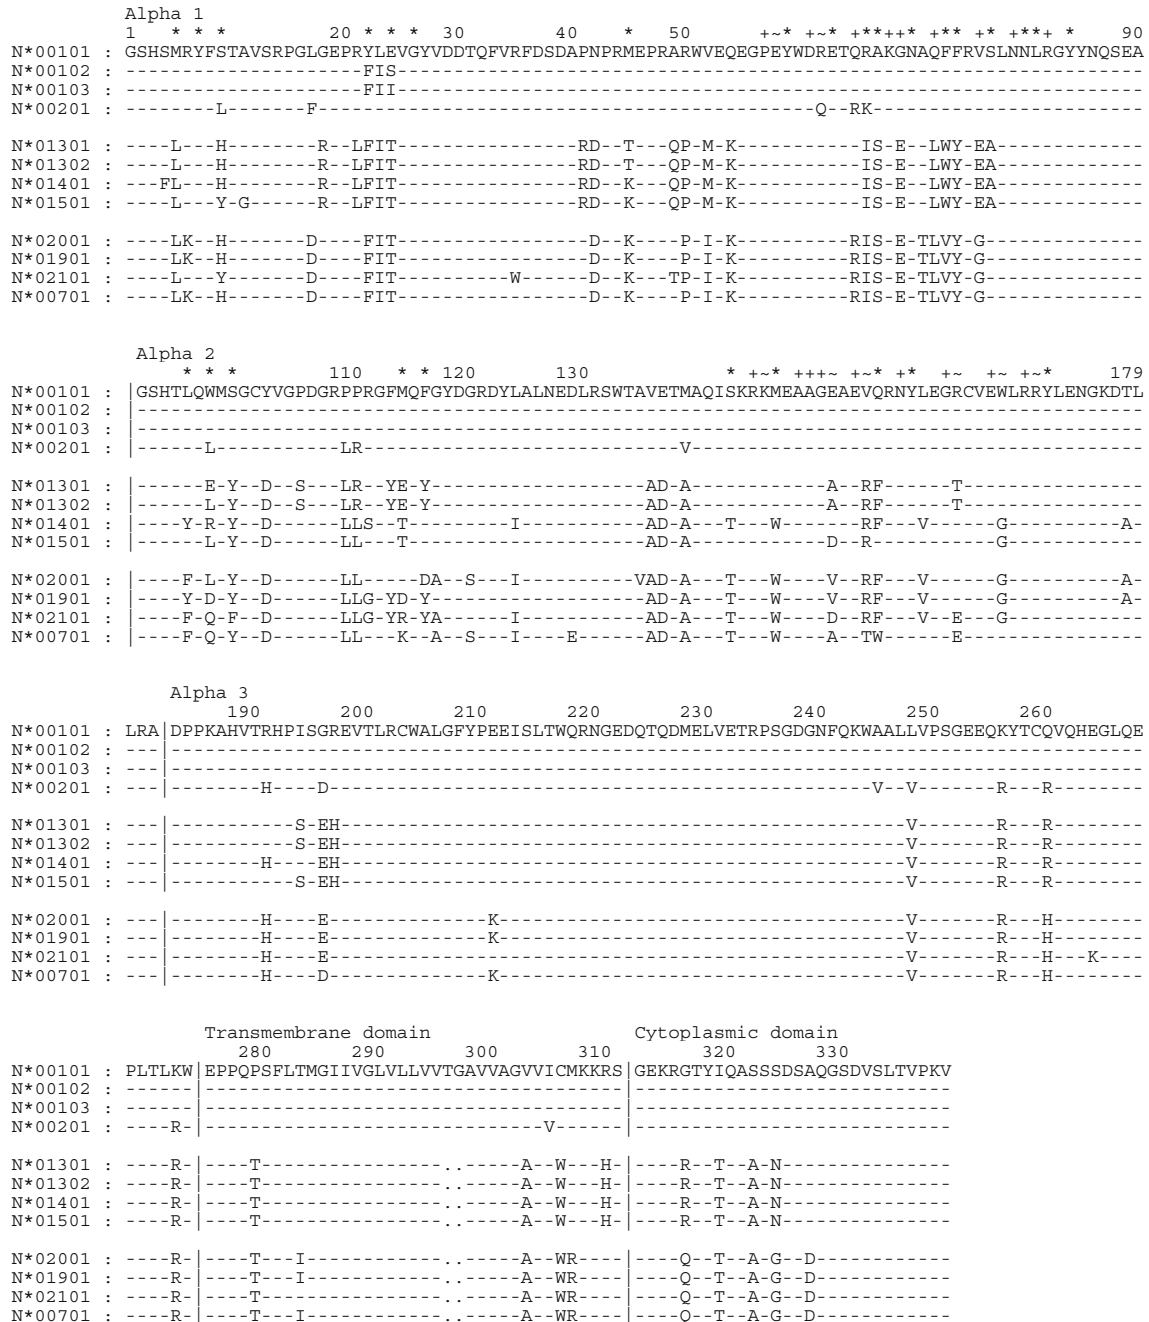 Alpha 1
1 * * * 20 * * * 30 40 * 50 +~* +~* +**++* +**+ +* +**+ * 90
N*00101 : GSHSMRYFSTAVSRPGLGEPRYLEVGYVDDTQFVRFDSDAPNPRMEPRARWVEQEGPEYWDRETQRAKGNAQFFRVSLNNLRGYYNQSEA
N*00102 : ----------------------FIS-----------------------------------------------------------------
N*00103 : ----------------------FII-----------------------------------------------------------------
N*00201 : --------L-------F--------------------------------------------Q--RK------------------------
N*01301 : ----L---H--------R--LFIT----------------RD--T---QP-M-K-----------IS-E--LWY-EA-------------
N*01302 : ----L---H--------R--LFIT----------------RD--T---QP-M-K-----------IS-E--LWY-EA-------------
N*01401 : ---FL---H--------R--LFIT----------------RD--K---QP-M-K-----------IS-E--LWY-EA-------------
N*01501 : ----L---Y-G------R--LFIT----------------RD--K---QP-M-K-----------IS-E--LWY-EA-------------
N*02001 : ----LK--H-------D----FIT-----------------D--K----P-I-K----------RIS-E-TLVY-G--------------
N*01901 : ----LK--H-------D----FIT-----------------D--K----P-I-K----------RIS-E-TLVY-G--------------
N*02101 : ----L---Y-------D----FIT----------W------D--K---TP-I-K----------RIS-E-TLVY-G--------------
N*00701 : ----LK--H-------D----FIT-----------------D--K----P-I-K----------RIS-E-TLVY-G--------------
Alpha 2
* * * 110 * * 120 130 * +~* +++~ +~* +* +~ +~ +~* 179
N*00101 : |GSHTLQWMSGCYVGPDGRPPRGFMQFGYDGRDYLALNEDLRSWTAVETMAQISKRKMEAAGEAEVQRNYLEGRCVEWLRRYLENGKDTL
N*00102 : |-----------------------------------------------------------------------------------------
N*00103 : |-----------------------------------------------------------------------------------------
N*00201 : |------L-----------LR----------------------------V----------------------------------------
N*01301 : |------E-Y--D--S---LR--YE-Y-------------------AD-A------------A--RF-------T----------------
N*01302 : |------L-Y--D--S---LR--YE-Y-------------------AD-A------------A--RF-------T----------------
N*01401 : |----Y-R-Y--D------LLS--T---------I-----------AD-A---T---W-------RF---V------G----------A-
N*01501 : |------L-Y--D------LL---T---------------------AD-A------------D--R-----------G------------
N*02001 : |----F-L-Y--D------LL-----DA--S---I----------VAD-A---T---W---V--RF---V------G----------A-
N*01901 : |----Y-D-Y--D------LLG-YD-Y-------------------AD-A---T---W---V--RF---V------G----------A-
N*02101 : |----F-Q-F--D------LLG-YR-YA------I-----------AD-A---T---W---D--RF---V--E---G------------
N*00701 : |----F-Q-Y--D------LL---K--A--S---I----E------AD-A---T---W---A--TW------E----------------
Alpha 3
190 200 210 220 230 240 250 260
N*00101 : LRA|DPPKAHVTRHPISGREVTLRCWALGFYPEEISLTWQRNGEDQTQDMELVETRPSGDGNFQKWAALLVPSGEEQKYTCQVQHEGLQE
N*00102 : ---|--------------------------------------------------------------------------------------
N*00103 : ---|--------------------------------------------------------------------------------------
N*00201 : ---|--------H----D------------------------------------------------V--V-------R---R--------
N*01301 : ---|-----------S-EH--------------------------------------------------V-------R---R--------
N*01302 : ---|-----------S-EH--------------------------------------------------V-------R---R--------
N*01401 : ---|--------H----EH--------------------------------------------------V-------R---R--------
N*01501 : ---|-----------S-EH--------------------------------------------------V-------R---R--------
N*02001 : ---|--------H----E--------------K------------------------------------V-------R---H--------
N*01901 : ---|--------H----E--------------K------------------------------------V-------R---H--------
N*02101 : ---|--------H----E---------------------------------------------------V-------R---H---K----
N*00701 : ---|--------H----D--------------K------------------------------------V-------R---H--------
Transmembrane domain Cytoplasmic domain
280 290 300 310 320 330
N*00101 : PLTLKW|EPPQPSFLTMGIIVGLVLLVVTGAVVAGVVICMKKRS|GEKRGTYIQASSSDSAQGSDVSLTVPKV
N*00102 : ------|-------------------------------------|----------------------------
N*00103 : ------|-------------------------------------|----------------------------
N*00201 : ----R-|------------------------------V------|----------------------------
N*01301 : ----R-|----T----------------..-----A--W---H-|----R--T--A-N--------------
N*01302 : ----R-|----T----------------..-----A--W---H-|----R--T--A-N--------------
N*01401 : ----R-|----T----------------..-----A--W---H-|----R--T--A-N--------------
N*01501 : ----R-|----T----------------..-----A--W---H-|----R--T--A-N--------------
N*02001 : ----R-|----T---I------------..-----A--WR----|----Q--T--A-G--D------------
N*01901 : ----R-|----T---I------------..-----A--WR----|----Q--T--A-G--D------------
N*02101 : ----R-|----T----------------..-----A--WR----|----Q--T--A-G--D------------
N*00701 : ----R-|----T---I------------..-----A--WR----|----Q--T--A-G--D------------